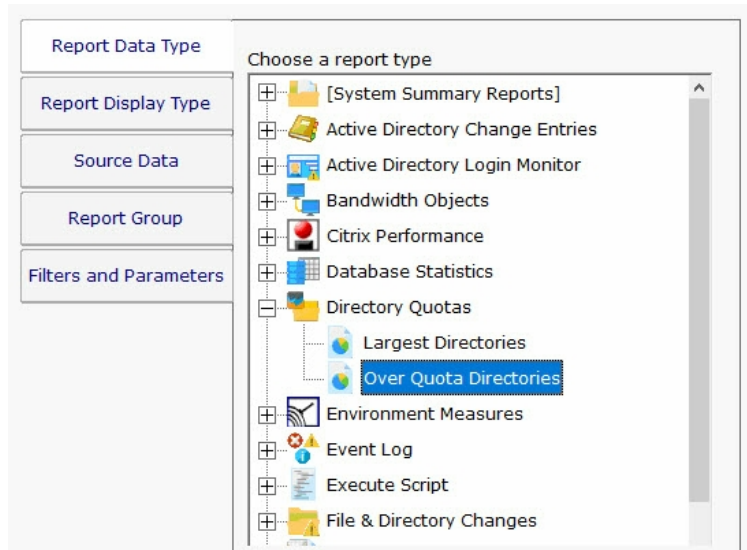 Report Data Type
Report Display Type
Source Data
Report Group
Filters and Parameters
Choose a report type
[System Summary Reports]
Active Directory Change Entries
Active Directory Login Monitor
Bandwidth Objects
Citrix Performance
Database Statistics
Directory Quotas
Largest Directories
Over Quota Directories
Environment Measures
Event Log
Execute Script
File & Directory Changes